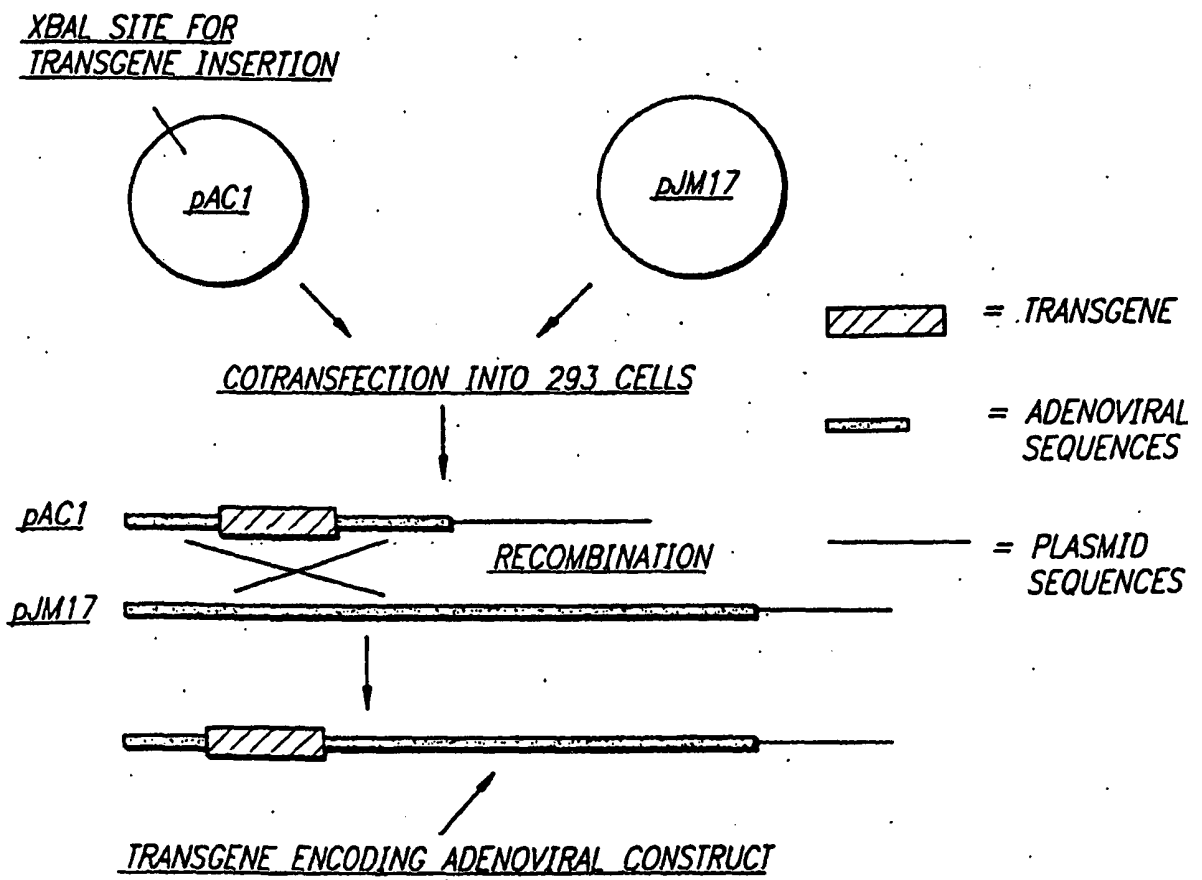 XBAL SITE FOR
TRANSGENE INSERTION
pAC1
pJM17
= TRANSGENE
COTRANSFECTION INTO 293 CELLS
= ADENOVIRAL
SEQUENCES
pAC1
RECOMBINATION
= PLASMID
SEQUENCES
pJM17
TRANSGENE ENCODING ADENOVIRAL CONSTRUCT